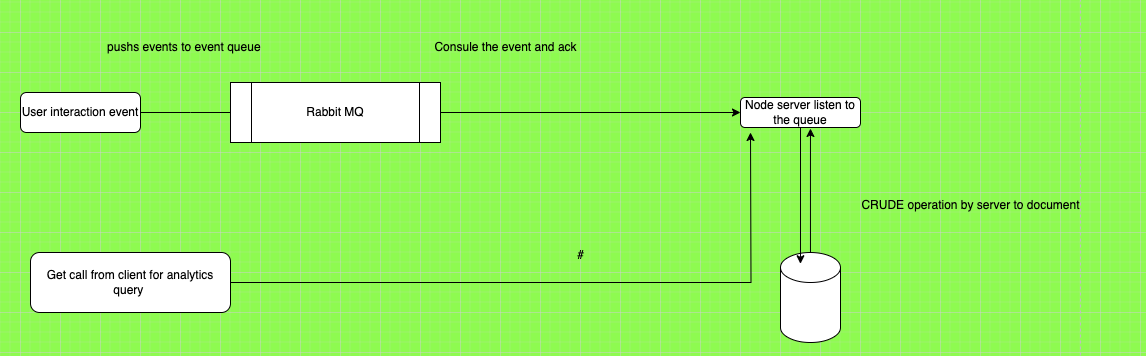 pushs events to event queue
Consule the event and ack
User interaction event
Rabbit MQ
Node server listen to
the queue
CRUDE operation by server to document
#
Get call from client for analytics
query